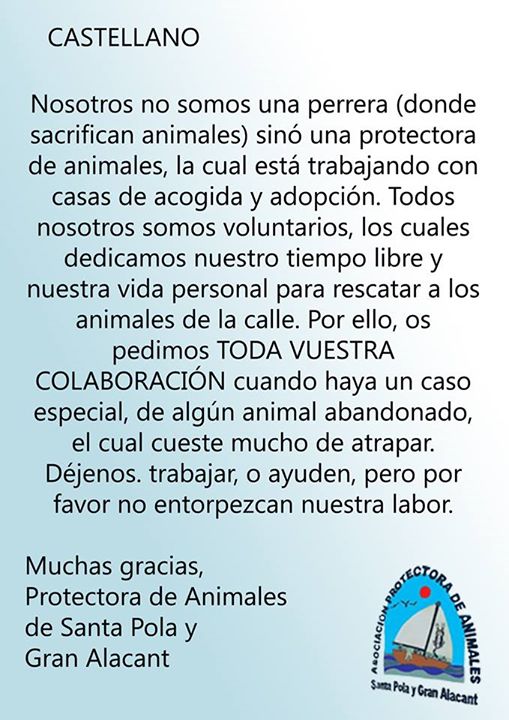 CASTELLANO
Nosotros no somos una perrera (donde
sacrifican animales) sinó una protectora
de animales, la cual está trabajando con
casas de acogida y adopción. Todos
nosotros somos voluntarios, los cuales
dedicamos nuestro tiempo libre y
nuestra vida personal para rescatar a los
animales de la calle. Por ello, os
pedimos TODA VUESTRA
COLABORACIÓN cuando haya un caso
especial, de algún animal abandonado,
el cual cueste mucho de atrapar.
Déjenos. trabajar, o ayuden, pero por
favor no entorpezcan nuestra labor.
Muchas gracias,
Protectora de Animales
de Santa Pola y
Gran Alacant
ASOCIACION PROTECTORA DE ANIMALES
Santa Pola y Gran Alacant